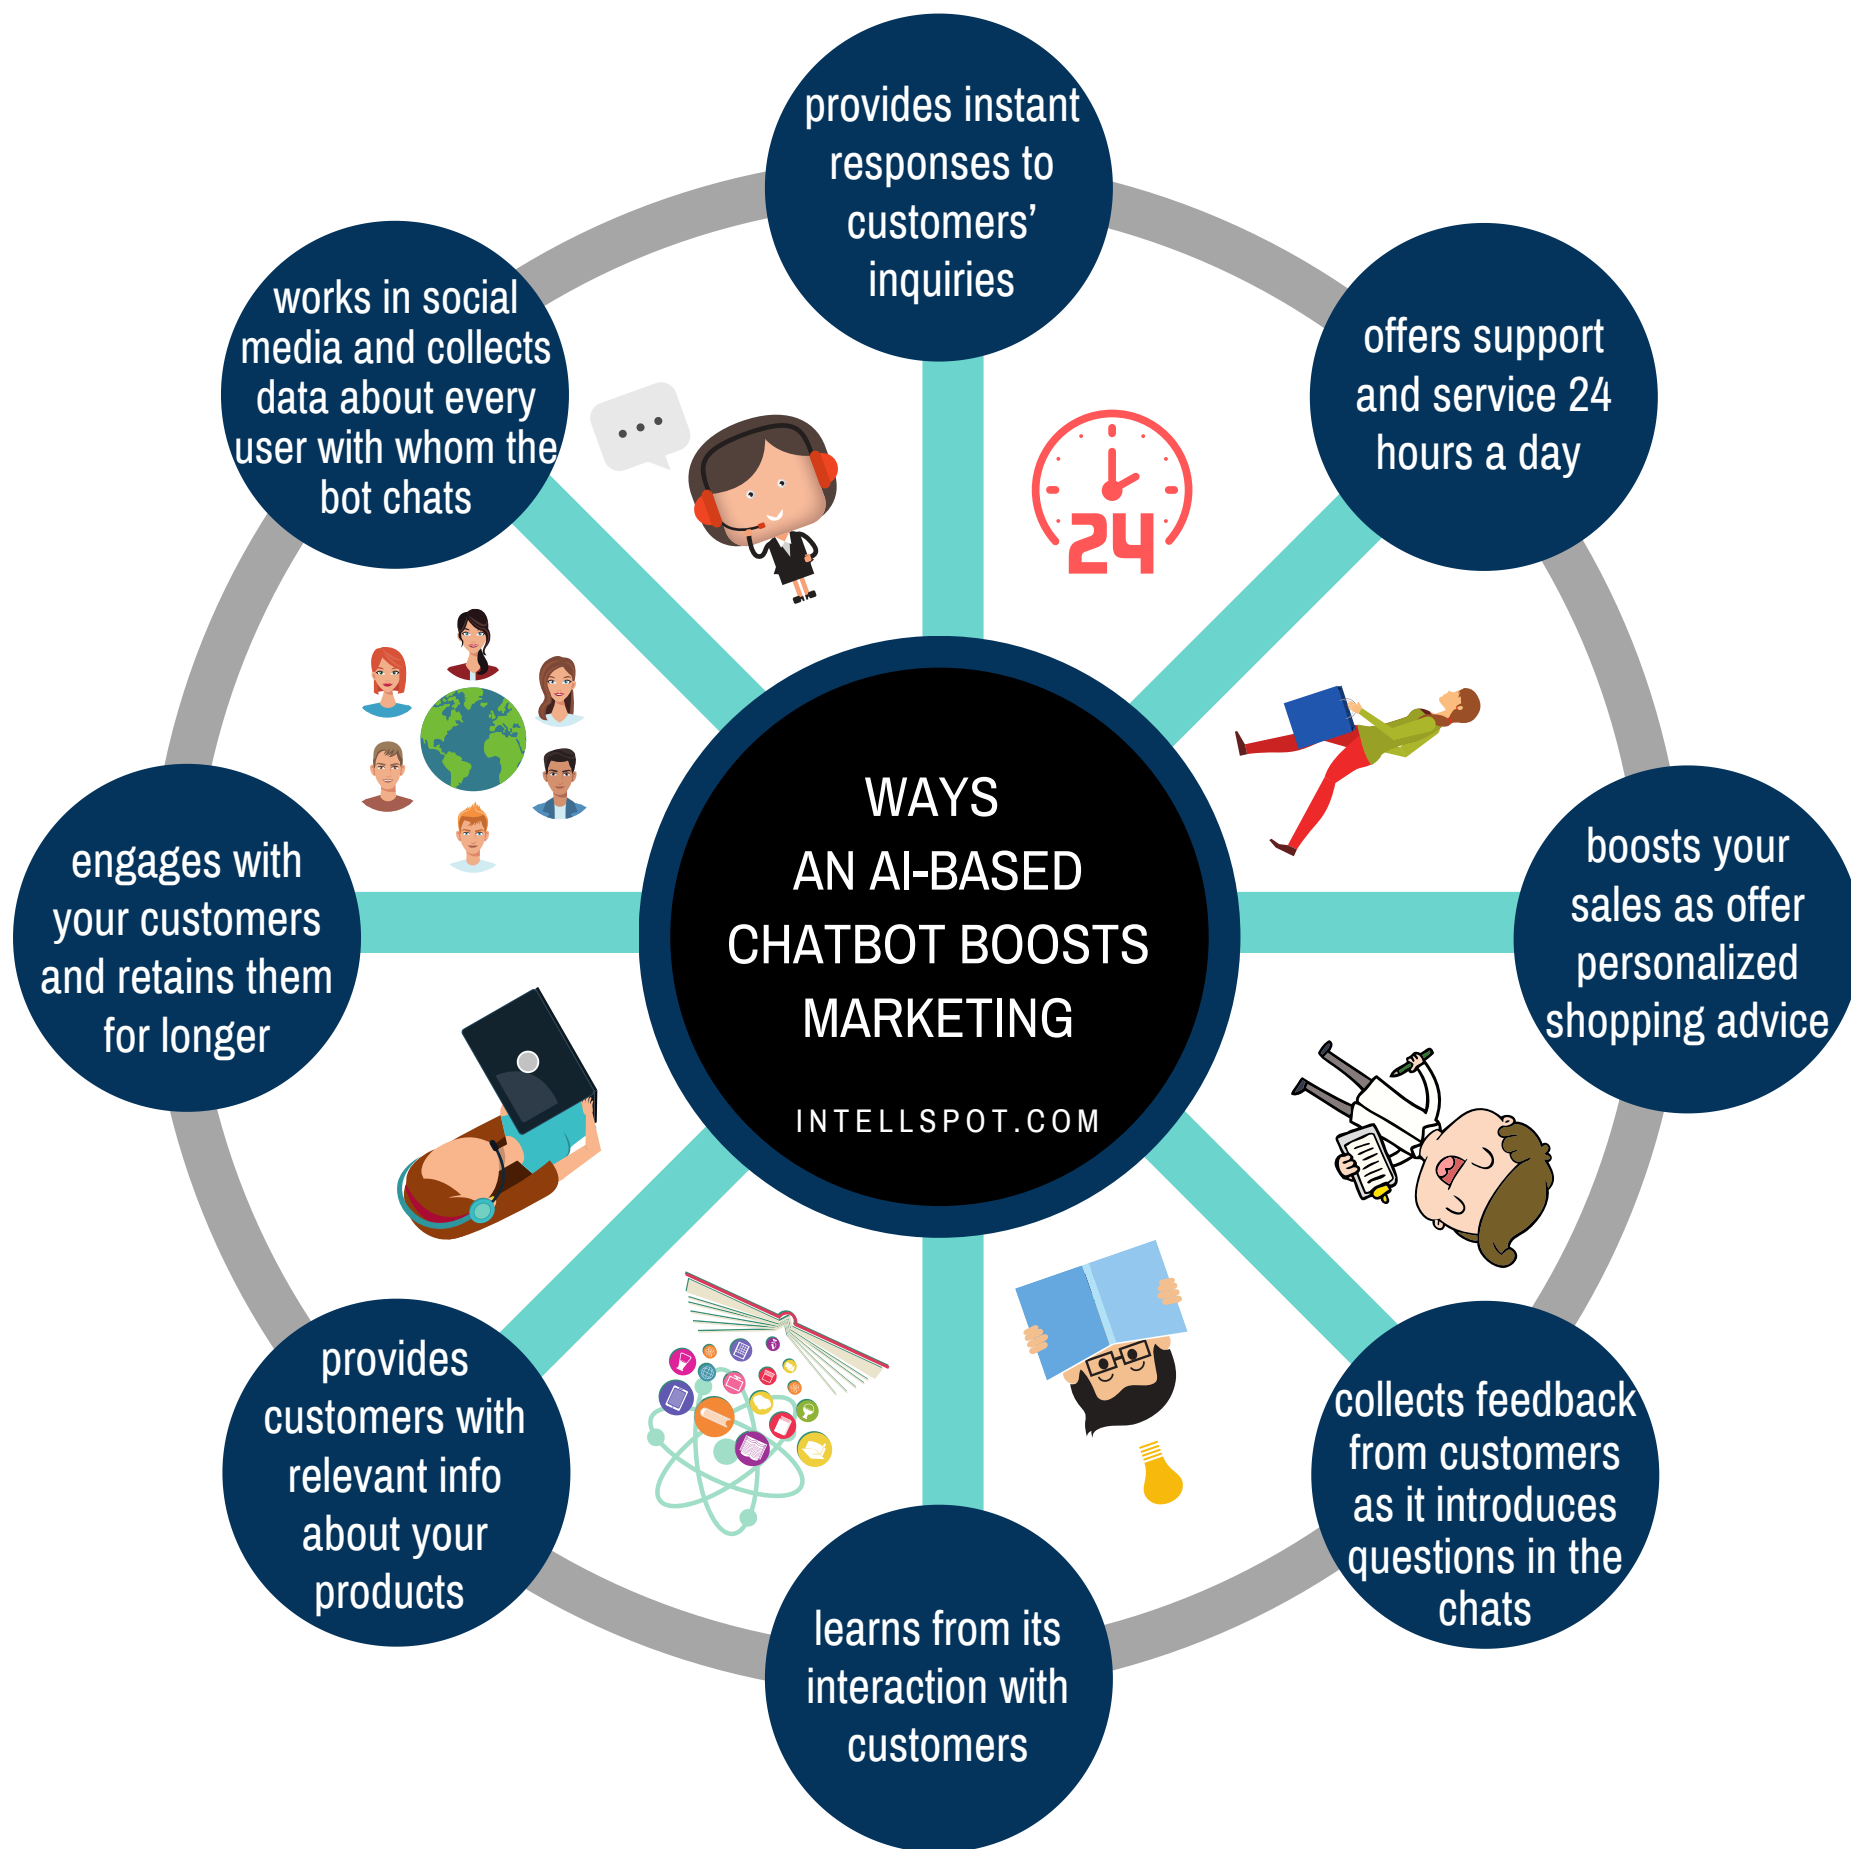 provides instant
responses to
customers’
inquiries
offers support
and service 24
hours a day
boosts your
sales as offer
personalized
shopping advice
collects feedback
from customers
as it introduces
questions in the
chats
learns from its
interaction with
customers
provides
customers with
relevant info
about your
products
engages with
your customers
and retains them
for longer
works in social
media and collects
data about every
user with whom the
bot chats
24
WAYS
AN AI-BASED
CHATBOT BOOSTS
MARKETING
INTELLSPOT.COM